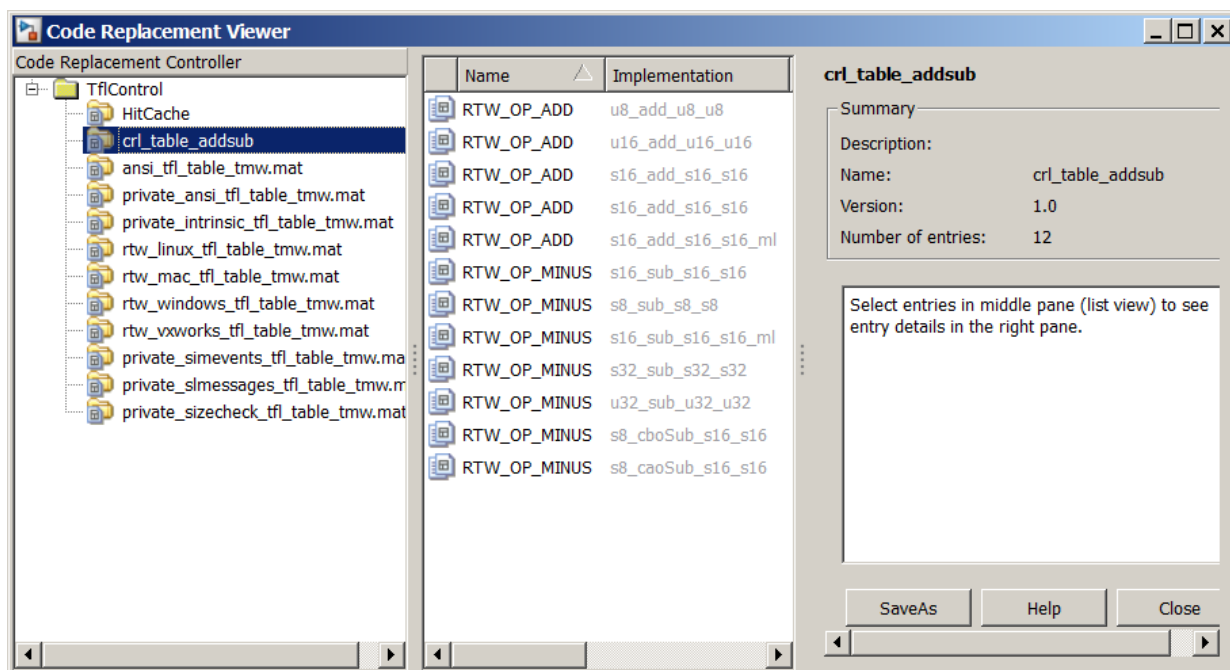 Code Replacement Viewer
Code Replacement Controller
TflControl
HitCache
crl_table_addsub
ansi_tfl_table_tmw.mat
private_ansi_tfl_table_tmw.mat
private_intrinsic_tfl_table_tmw.mat
rtw_linux_tfl_table_tmw.mat
rtw_mac_tfl_table_tmw.mat
rtw_windows_tfl_table_tmw.mat
rtw_vxworks_tfl_table_tmw.mat
private_simevents_tfl_table_tmw.ma
private_slmessages_tfl_table_tmw.m
private_sizecheck_tfl_table_tmw.mat
Name Implementation
RTW_OP_ADD u8_add_u8_u8
RTW_OP_ADD u16_add_u16_u16
RTW_OP_ADD s16_add_s16_s16
RTW_OP_ADD s16_add_s16_s16
RTW_OP_ADD s16_add_s16_s16_ml
RTW_OP_MINUS s16_sub_s16_s16
RTW_OP_MINUS s8_sub_s8_s8
RTW_OP_MINUS s16_sub_s16_s16_ml
RTW_OP_MINUS s32_sub_s32_s32
RTW_OP_MINUS u32_sub_u32_u32
RTW_OP_MINUS s8_cboSub_s16_s16
RTW_OP_MINUS s8_caoSub_s16_s16
crl_table_addsub
Summary
Description:
Name: crl_table_addsub
Version: 1.0
Number of entries: 12
Select entries in middle pane (list view) to see
entry details in the right pane.
SaveAs Help Close